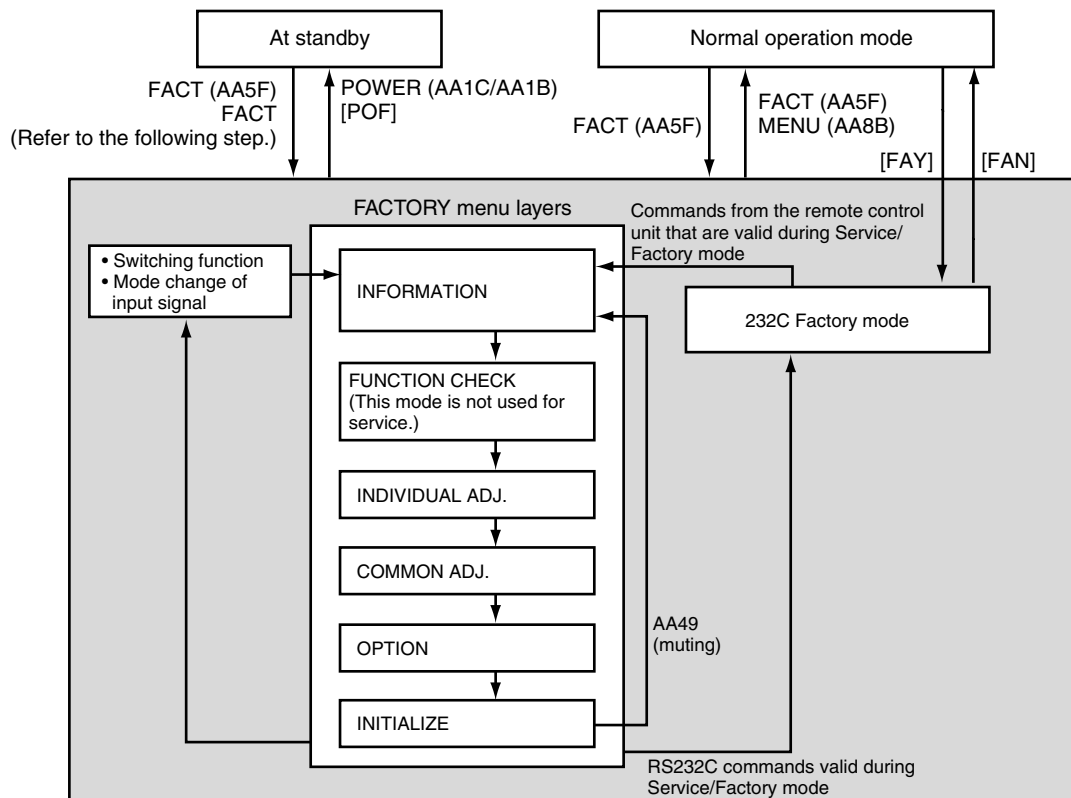 At standby
Normal operation mode
FACT (AA5F)
FACT
(Refer to the following step.)
POWER (AA1C/AA1B)
[POF]
FACT (AA5F)
FACT (AA5F)
MENU (AA8B)
[FAY]
[FAN]
FACTORY menu layers
Commands from the remote control
unit that are valid during Service/
Factory mode
• Switching function
• Mode change of
input signal
INFORMATION
232C Factory mode
FUNCTION CHECK
(This mode is not used for
service.)
INDIVIDUAL ADJ.
COMMON ADJ.
OPTION
AA49
(muting)
INITIALIZE
RS232C commands valid during
Service/Factory mode